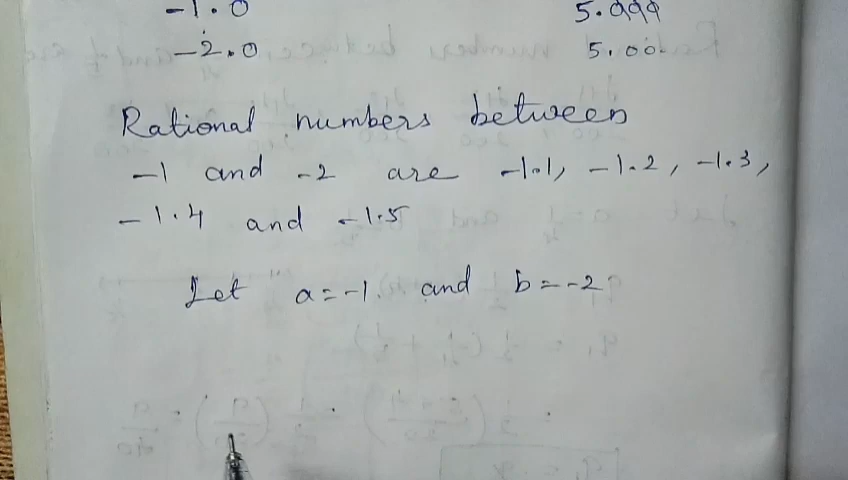 -1.0 5.999
-2.0 5.00
Rational numbers between
-1 and -2 are -1.1, -1.2, -1.3,
-1.4 and -1.5
Let a=-1. and b=-2